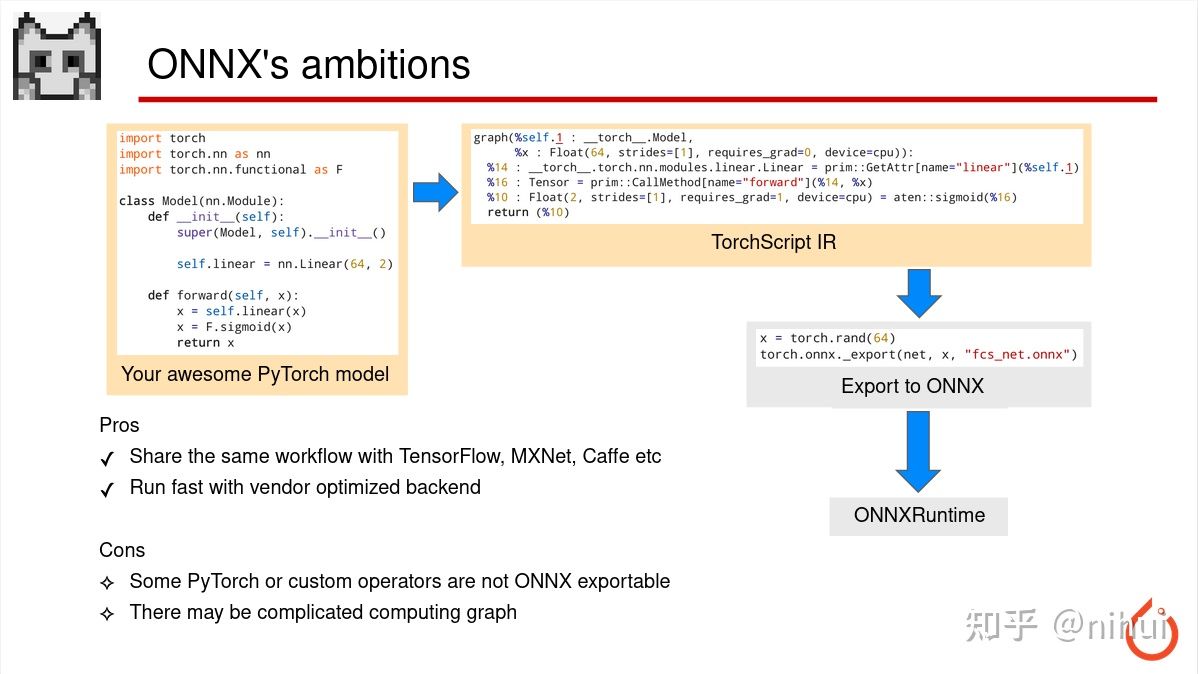 ONNX's ambitions
import torch
import torch.nn as nn
import torch.nn.functional as F
class Model(nn.Module):
    def __init__(self):
        super(Model, self).__init__()
        self.linear = nn.Linear(64, 2)
    def forward(self, x):
        x = self.linear(x)
        x = F.sigmoid(x)
        return x
Your awesome PyTorch model
graph(%self.1 : __torch__.Model,
      %x : Float(64, strides=[1], requires_grad=0, device=cpu)):
  %14 : __torch__.torch.nn.modules.linear.Linear = prim::GetAttr[name="linear"](%self.1)
  %16 : Tensor = prim::CallMethod[name="forward"](%14, %x)
  %10 : Float(2, strides=[1], requires_grad=1, device=cpu) = aten::sigmoid(%16)
  return (%10)
TorchScript IR
x = torch.rand(64)
torch.onnx._export(net, x, "fcs_net.onnx")
Export to ONNX
ONNXRuntime
Pros
✓ Share the same workflow with TensorFlow, MXNet, Caffe etc
✓ Run fast with vendor optimized backend
Cons
✧ Some PyTorch or custom operators are not ONNX exportable
✧ There may be complicated computing graph
知乎 @nihui